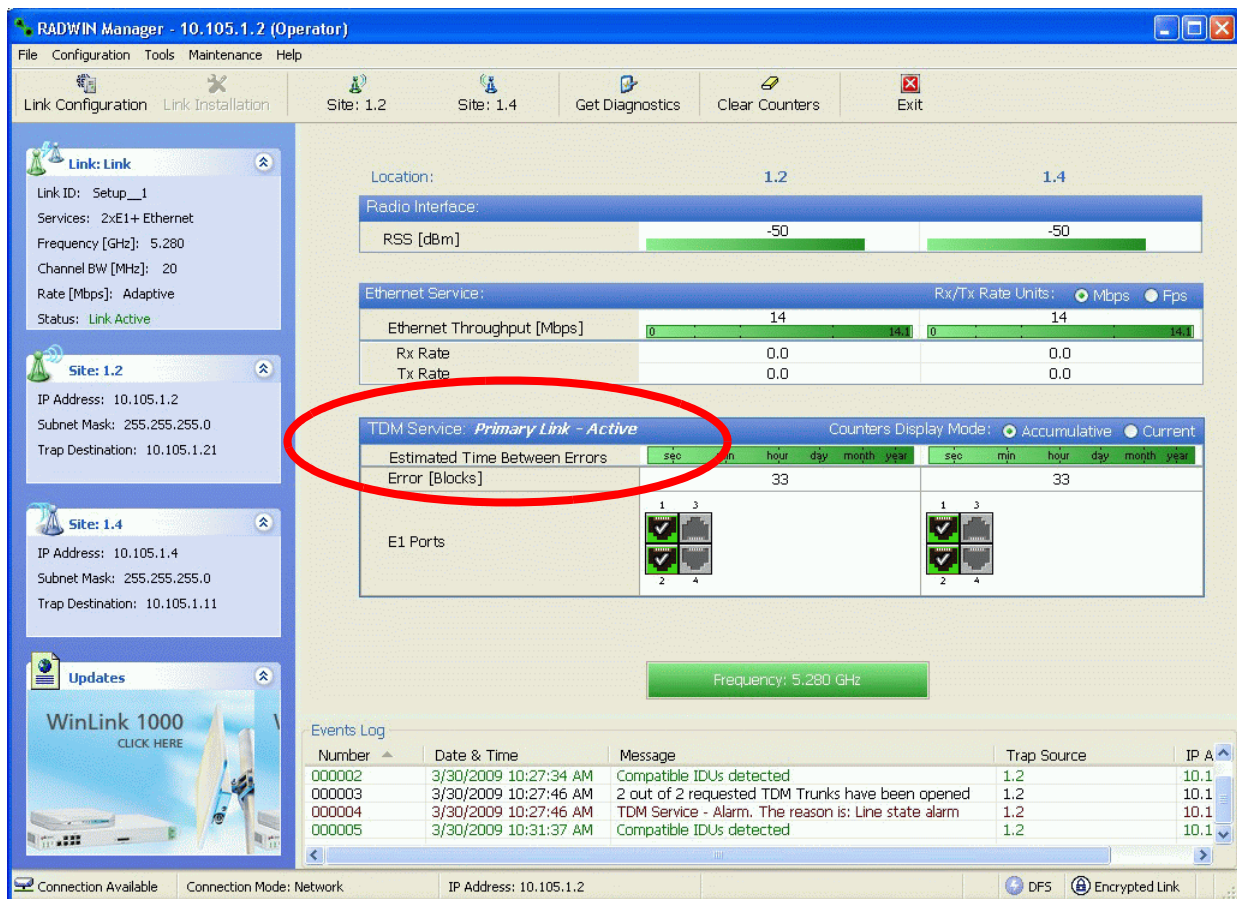 RADWIN Manager - 10.105.1.2 (Operator)
File Configuration Tools Maintenance Help
Link Configuration Link Installation Site: 1.2 Site: 1.4 Get Diagnostics Clear Counters Exit
Link: Link
Link ID: Setup__1
Services: 2xE1+ Ethernet
Frequency [GHz]: 5.280
Channel BW [MHz]: 20
Rate [Mbps]: Adaptive
Status: Link Active
Site: 1.2
IP Address: 10.105.1.2
Subnet Mask: 255.255.255.0
Trap Destination: 10.105.1.21
Site: 1.4
IP Address: 10.105.1.4
Subnet Mask: 255.255.255.0
Trap Destination: 10.105.1.11
Updates
WinLink 1000
CLICK HERE
Location: 1.2 1.4
Radio Interface:
RSS [dBm] -50 -50
Ethernet Service: Rx/Tx Rate Units: Mbps Fps
Ethernet Throughput [Mbps] 14 14
0 14.1 0 14.1
Rx Rate 0.0 0.0
Tx Rate 0.0 0.0
TDM Service: Primary Link - Active Counters Display Mode: Accumulative Current
Estimated Time Between Errors sec min hour day month year sec min hour day month year
Error [Blocks] 33 33
1 3 1 3
E1 Ports
2 4 2 4
Frequency: 5.280 GHz
Events Log
Number Date & Time Message Trap Source IP A
000002 3/30/2009 10:27:34 AM Compatible IDUs detected 1.2 10.1
000003 3/30/2009 10:27:46 AM 2 out of 2 requested TDM Trunks have been opened 1.2 10.1
000004 3/30/2009 10:27:46 AM TDM Service - Alarm. The reason is: Line state alarm 1.2 10.1
000005 3/30/2009 10:31:37 AM Compatible IDUs detected 1.2 10.1
Connection Available Connection Mode: Network IP Address: 10.105.1.2 DFS Encrypted Link